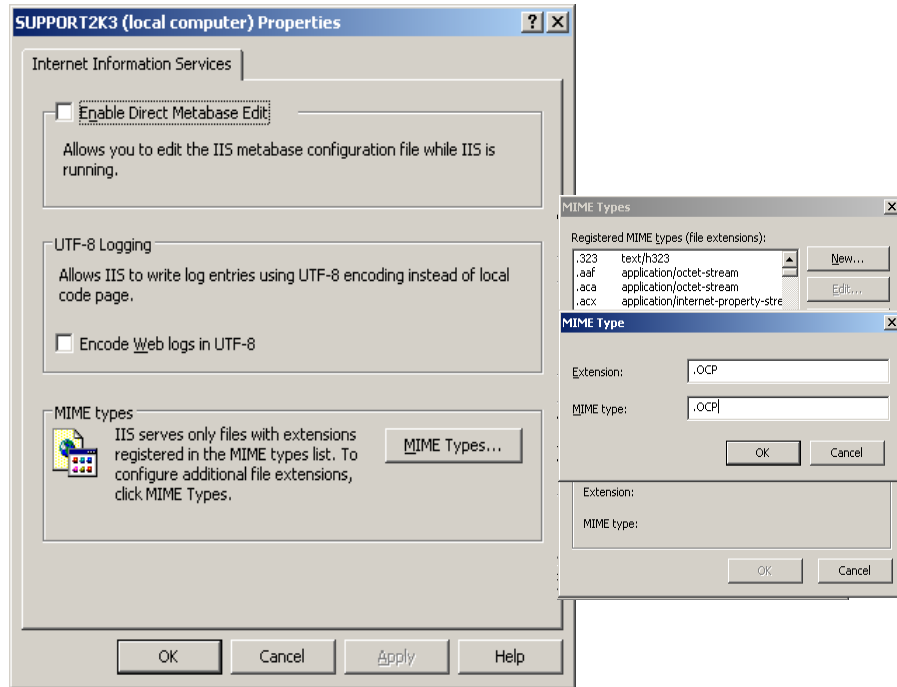 SUPPORT2K3 (local computer) Properties
Internet Information Services
Enable Direct Metabase Edit
Allows you to edit the IIS metabase configuration file while IIS is
running.
UTF-8 Logging
Allows IIS to write log entries using UTF-8 encoding instead of local
code page.
Encode Web logs in UTF-8
MIME types
IIS serves only files with extensions
registered in the MIME types list. To
configure additional file extensions,
click MIME Types.
MIME Types...
OK Cancel Apply Help
MIME Types
Registered MIME types (file extensions):
.323 text/h323
.aaf application/octet-stream
.aca application/octet-stream
.acx application/internet-property-stre
New...
Edit...
MIME Type
Extension: .OCP
MIME type: .OCP
OK Cancel
Extension:
MIME type:
OK Cancel